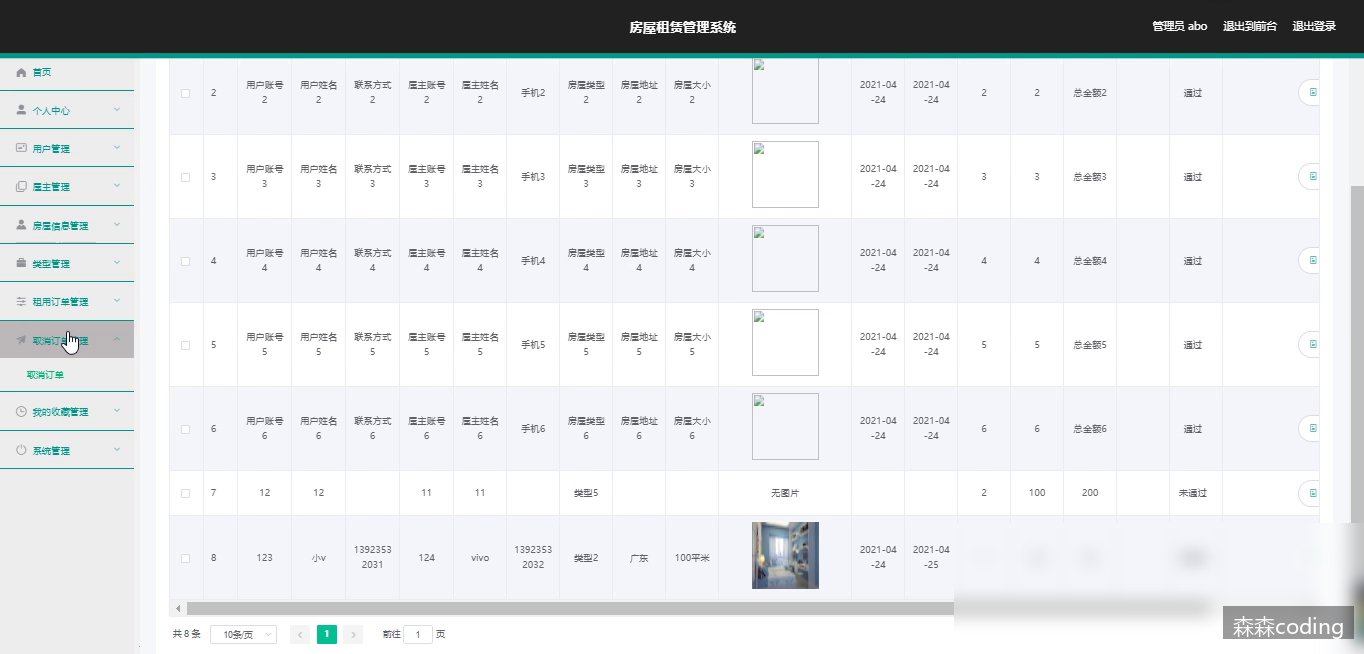 房屋租赁管理系统
管理员 abo 退出到前台 退出登录
首页
个人中心
用户管理
雇主管理
房屋信息管理
类型管理
租用订单管理
取消订 理
取消订单
我的收藏管理
系统管理
2 用户账号2 用户姓名2 联系方式2 雇主账号2 雇主姓名2 手机2 房屋类型2 房屋地址2 房屋大小2 2021-04-24 2021-04-24 2 2 总金额2 通过
3 用户账号3 用户姓名3 联系方式3 雇主账号3 雇主姓名3 手机3 房屋类型3 房屋地址3 房屋大小3 2021-04-24 2021-04-24 3 3 总金额3 通过
4 用户账号4 用户姓名4 联系方式4 雇主账号4 雇主姓名4 手机4 房屋类型4 房屋地址4 房屋大小4 2021-04-24 2021-04-24 4 4 总金额4 通过
5 用户账号5 用户姓名5 联系方式5 雇主账号5 雇主姓名5 手机5 房屋类型5 房屋地址5 房屋大小5 2021-04-24 2021-04-24 5 5 总金额5 通过
6 用户账号6 用户姓名6 联系方式6 雇主账号6 雇主姓名6 手机6 房屋类型6 房屋地址6 房屋大小6 2021-04-24 2021-04-24 6 6 总金额6 通过
7 12 12 11 11 类型5 无图片 2 100 200 未通过
8 123 小v 13923532031 124 vivo 13923532032 类型2 广东 100平米 2021-04-24 2021-04-25
共 8 条 10条/页 1 前往 1 页
森森coding